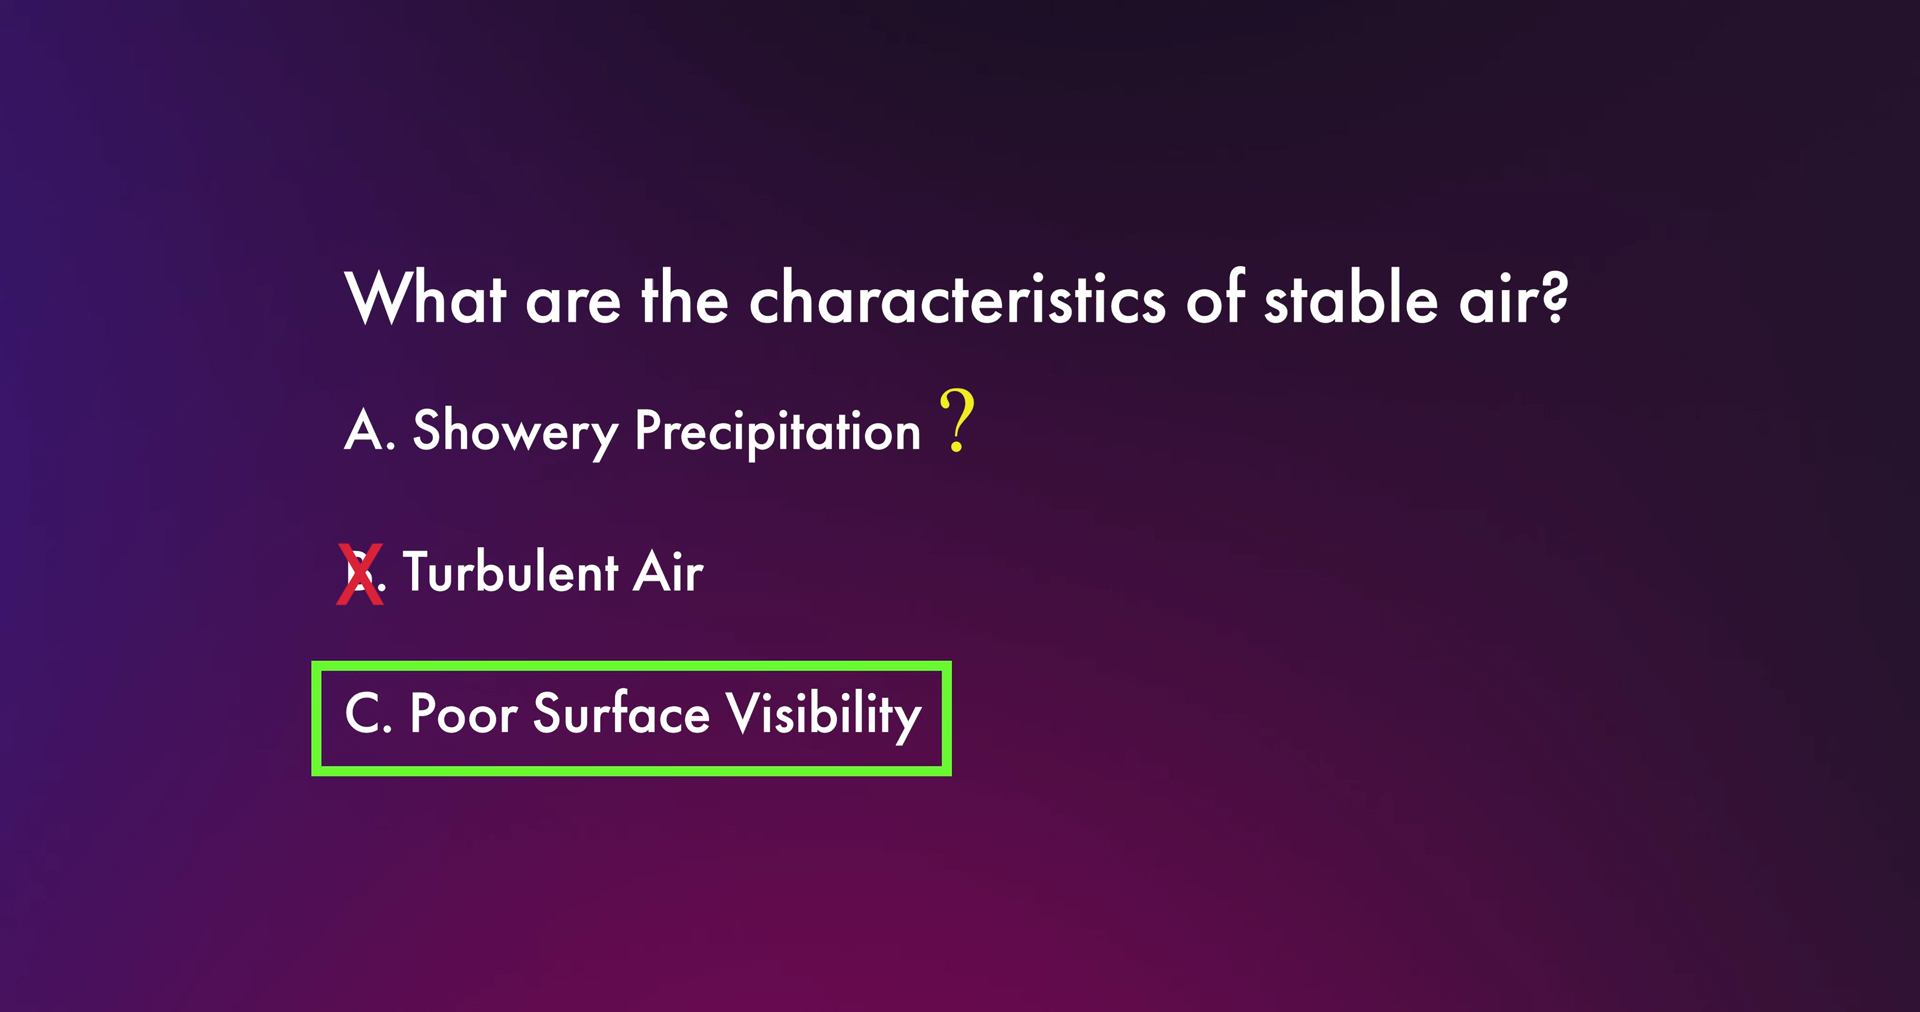 What are the characteristics of stable air?
A. Showery Precipitation ?
B. Turbulent Air
C. Poor Surface Visibility